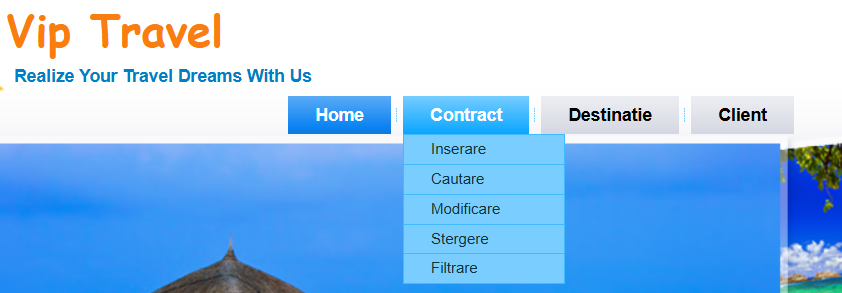 Vip Travel
Realize Your Travel Dreams With Us
Home Contract Destinatie Client
Inserare
Cautare
Modificare
Stergere
Filtrare